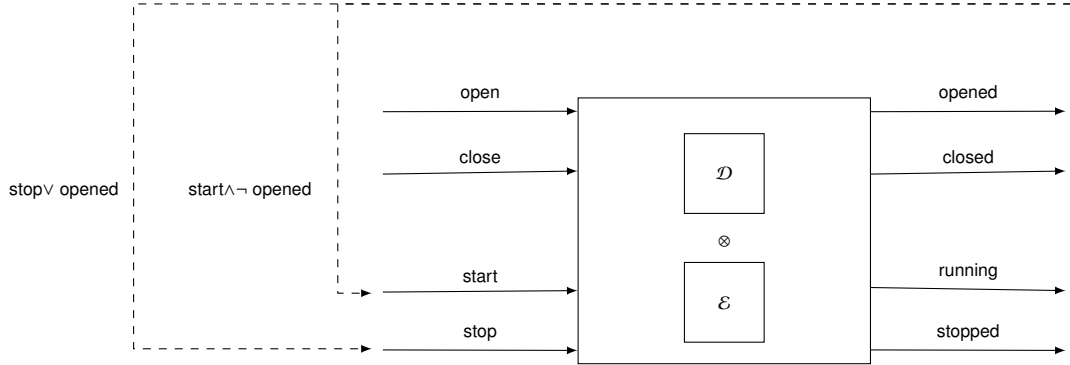 open
opened
close
closed
𝒟
stop∨ opened
start∧¬ opened
⊗
start
running
ℰ
stop
stopped